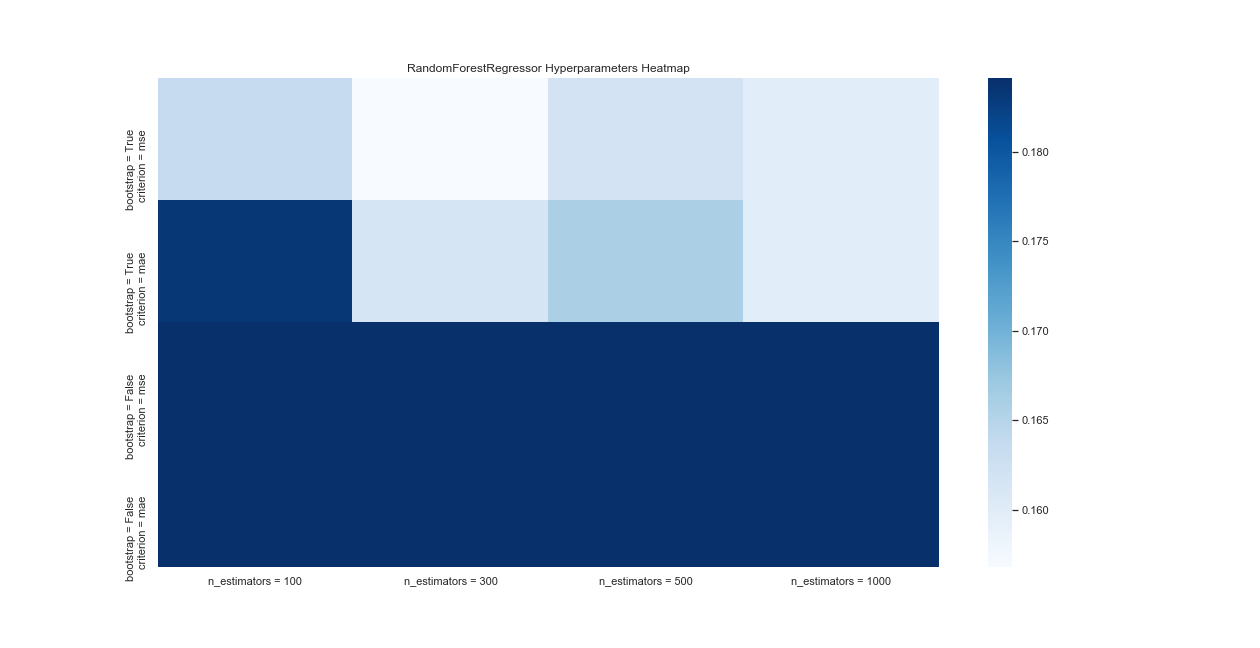 RandomForestRegressor Hyperparameters Heatmap
bootstrap = True
criterion = mse
bootstrap = True
criterion = mae
bootstrap = False
criterion = mse
bootstrap = False
criterion = mae
n_estimators = 100
n_estimators = 300
n_estimators = 500
n_estimators = 1000
0.180
0.175
0.170
0.165
0.160